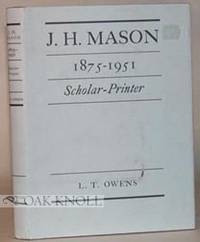 J. H. MASON
1875-1951
Scholar-Printer
L. T. OWENS
OAK KNOLL